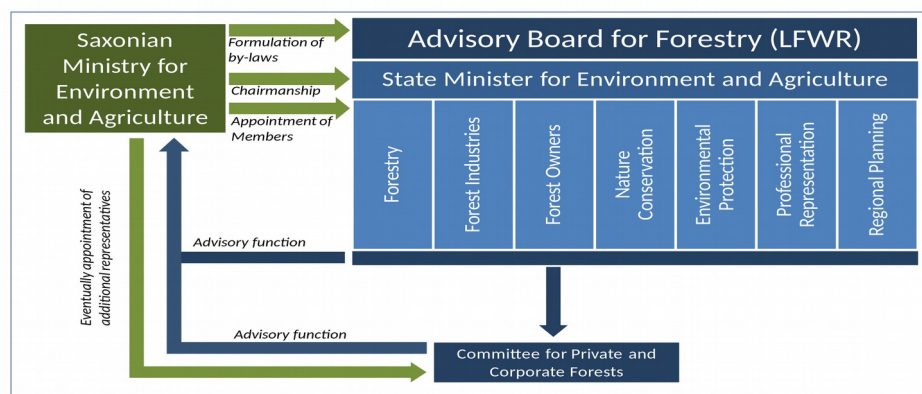 Saxonian
Ministry for
Environment
and Agriculture
Formulation of
by-laws
Chairmanship
Appointment of
Members
Advisory Board for Forestry (LFWR)
State Minister for Environment and Agriculture
Forestry
Forest Industries
Forest Owners
Nature
Conservation
Environmental
Protection
Professional
Representation
Regional Planning
Eventually appointment of
additional representatives
Advisory function
Advisory function
Committee for Private and
Corporate Forests